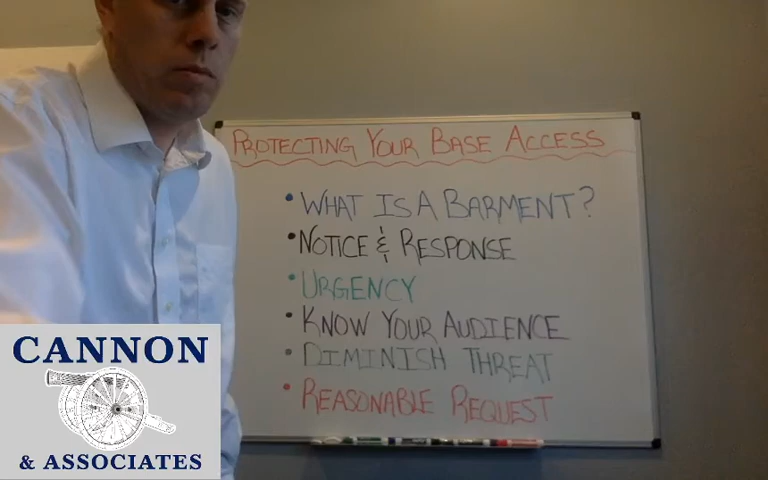 PROTECTING YOUR BASE ACCESS
• WHAT IS A BARMENT?
• NOTICE & RESPONSE
• URGENCY
• KNOW YOUR AUDIENCE
• DIMINISH THREAT
• REASONABLE REQUEST
CANNON
& ASSOCIATES